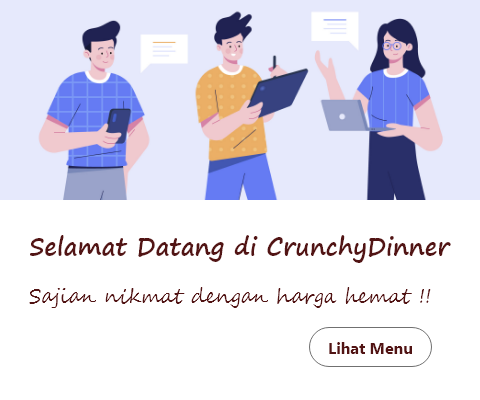 Selamat Datang di CrunchyDinner
Sajian nikmat dengan harga hemat !!
Lihat Menu